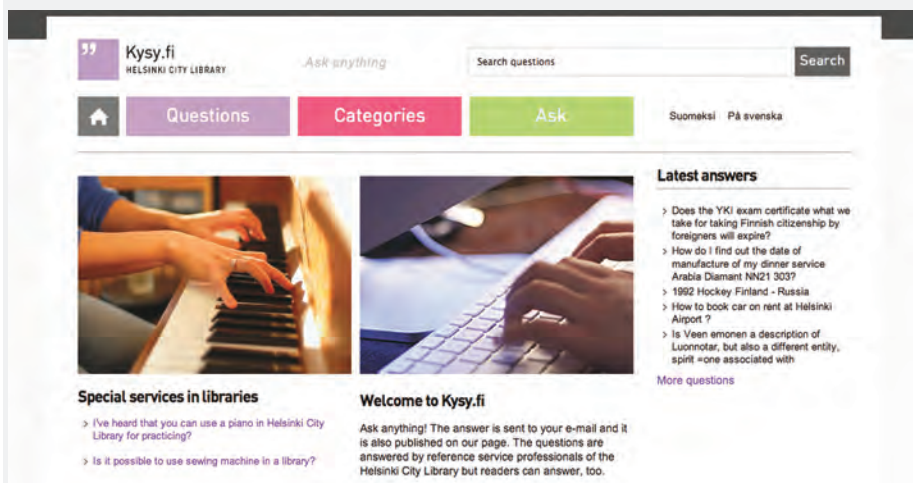 ”
Kysy.fi
HELSINKI CITY LIBRARY
Ask anything
Search questions
Search
Questions
Categories
Ask
Suomeksi På svenska
Latest answers
> Does the YKI exam certificate what we
take for taking Finnish citizenship by
foreigners will expire?
> How do I find out the date of
manufacture of my dinner service
Arabia Diamant NN21 303?
> 1992 Hockey Finland - Russia
> How to book car on rent at Helsinki
Airport ?
> Is Veen emonen a description of
Luonnotar, but also a different entity,
spirit =one associated with
More questions
Special services in libraries
> I've heard that you can use a piano in Helsinki City
Library for practicing?
> Is it possible to use sewing machine in a library?
Welcome to Kysy.fi
Ask anything! The answer is sent to your e-mail and it
is also published on our page. The questions are
answered by reference service professionals of the
Helsinki City Library but readers can answer, too.